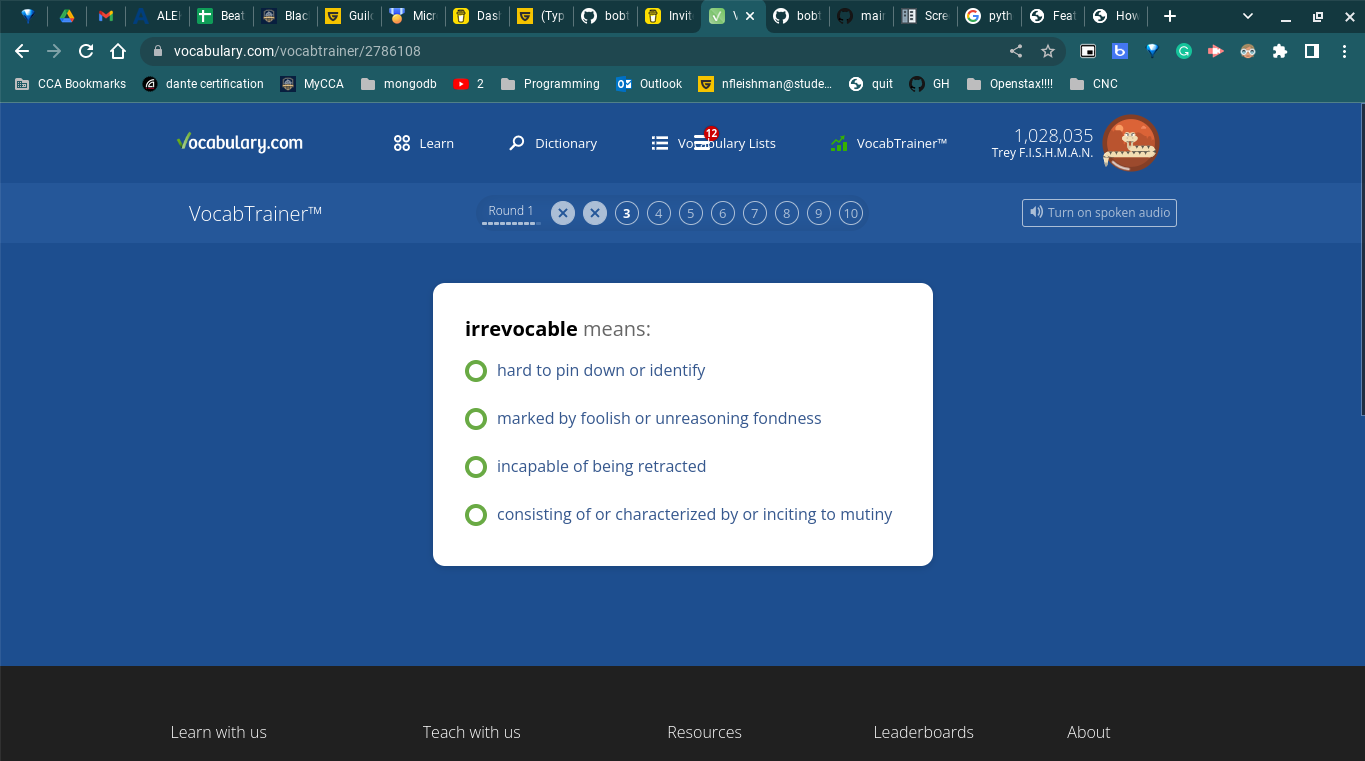 ALE
Beat
Blac
Guil
Micr
Das
(Typ
bobt
Invit
V
bobt
mair
Scre
pyth
Feat
How
vocabulary.com/vocabtrainer/2786108
CCA Bookmarks
dante certification
MyCCA
mongodb
2
Programming
Outlook
nfleishman@stude...
quit
GH
Openstax!!!!
CNC
Vocabulary.com
Learn
Dictionary
12
Vocabulary Lists
VocabTrainer™
1,028,035
Trey F.I.S.H.M.A.N.
VocabTrainer™
Round 1
3 4 5 6 7 8 9 10
Turn on spoken audio
irrevocable means:
hard to pin down or identify
marked by foolish or unreasoning fondness
incapable of being retracted
consisting of or characterized by or inciting to mutiny
Learn with us
Teach with us
Resources
Leaderboards
About